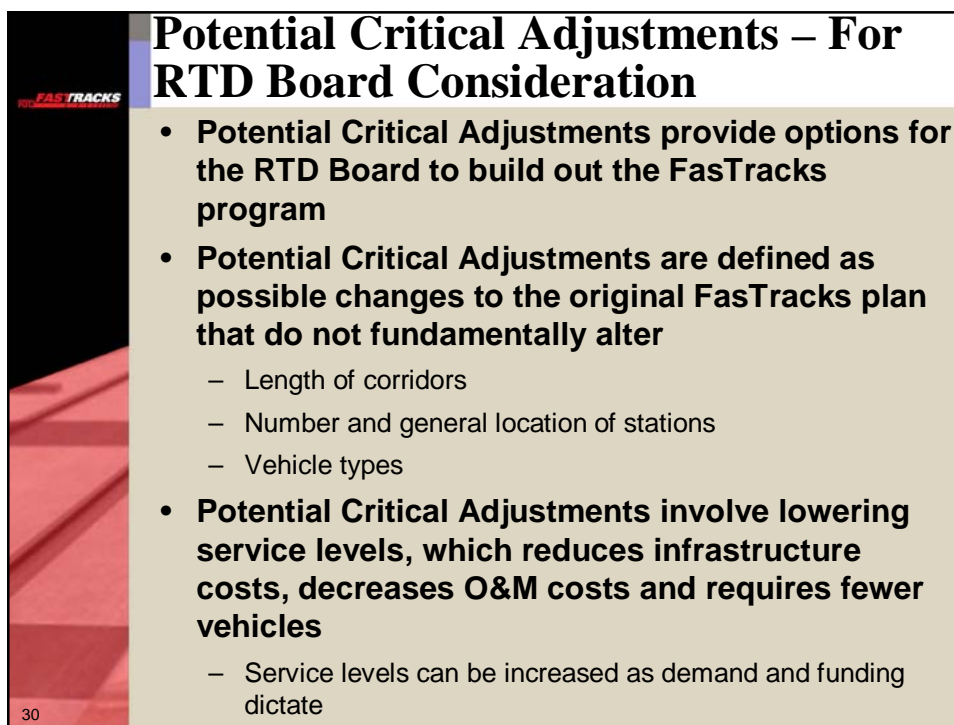 Potential Critical Adjustments – For
RTD Board Consideration
FASTRACKS
• Potential Critical Adjustments provide options for
the RTD Board to build out the FasTracks
program
• Potential Critical Adjustments are defined as
possible changes to the original FasTracks plan
that do not fundamentally alter
– Length of corridors
– Number and general location of stations
– Vehicle types
• Potential Critical Adjustments involve lowering
service levels, which reduces infrastructure
costs, decreases O&M costs and requires fewer
vehicles
– Service levels can be increased as demand and funding
dictate
30